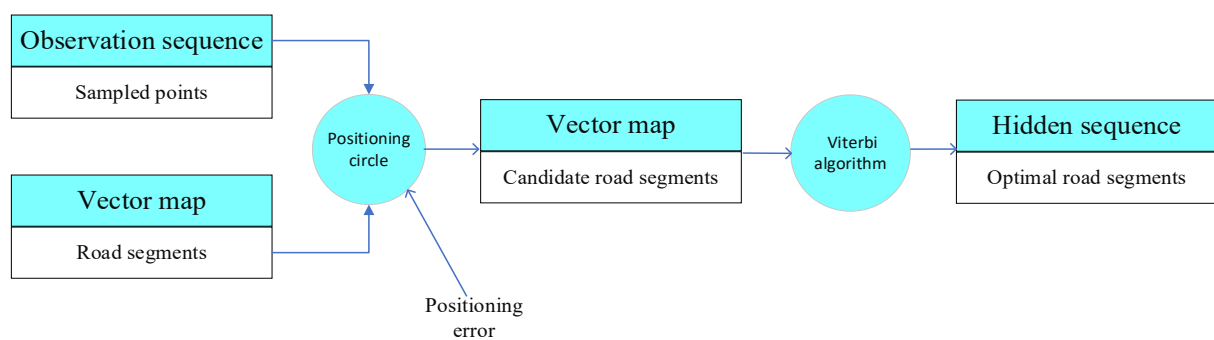 Observation sequence
Sampled points
Vector map
Road segments
Positioning
circle
Positioning
error
Vector map
Candidate road segments
Viterbi
algorithm
Hidden sequence
Optimal road segments